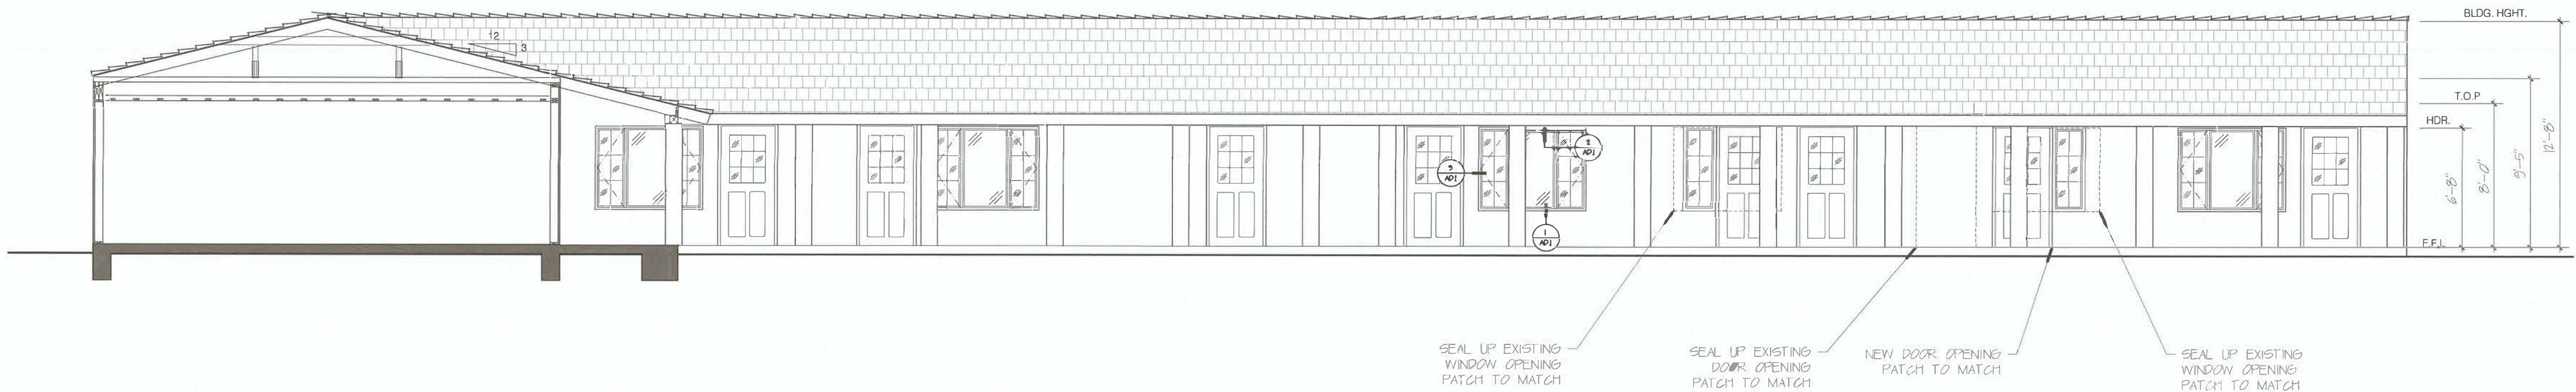 BLDG. HGHT.
12
3
T.O.P
HDR.
6'-8"
8'-0"
9'-5"
12'-8"
2
AD1
3
AD1
1
AD1
F.F.L.
SEAL UP EXISTING
WINDOW OPENING
PATCH TO MATCH
SEAL UP EXISTING
DOOR OPENING
PATCH TO MATCH
NEW DOOR OPENING
PATCH TO MATCH
SEAL UP EXISTING
WINDOW OPENING
PATCH TO MATCH